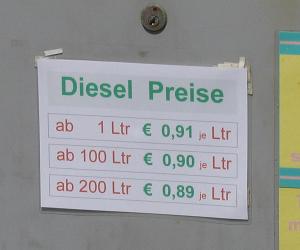 Diesel Preise
ab 1 Ltr € 0,91 je Ltr
ab 100 Ltr € 0,90 je Ltr
ab 200 Ltr € 0,89 je Ltr